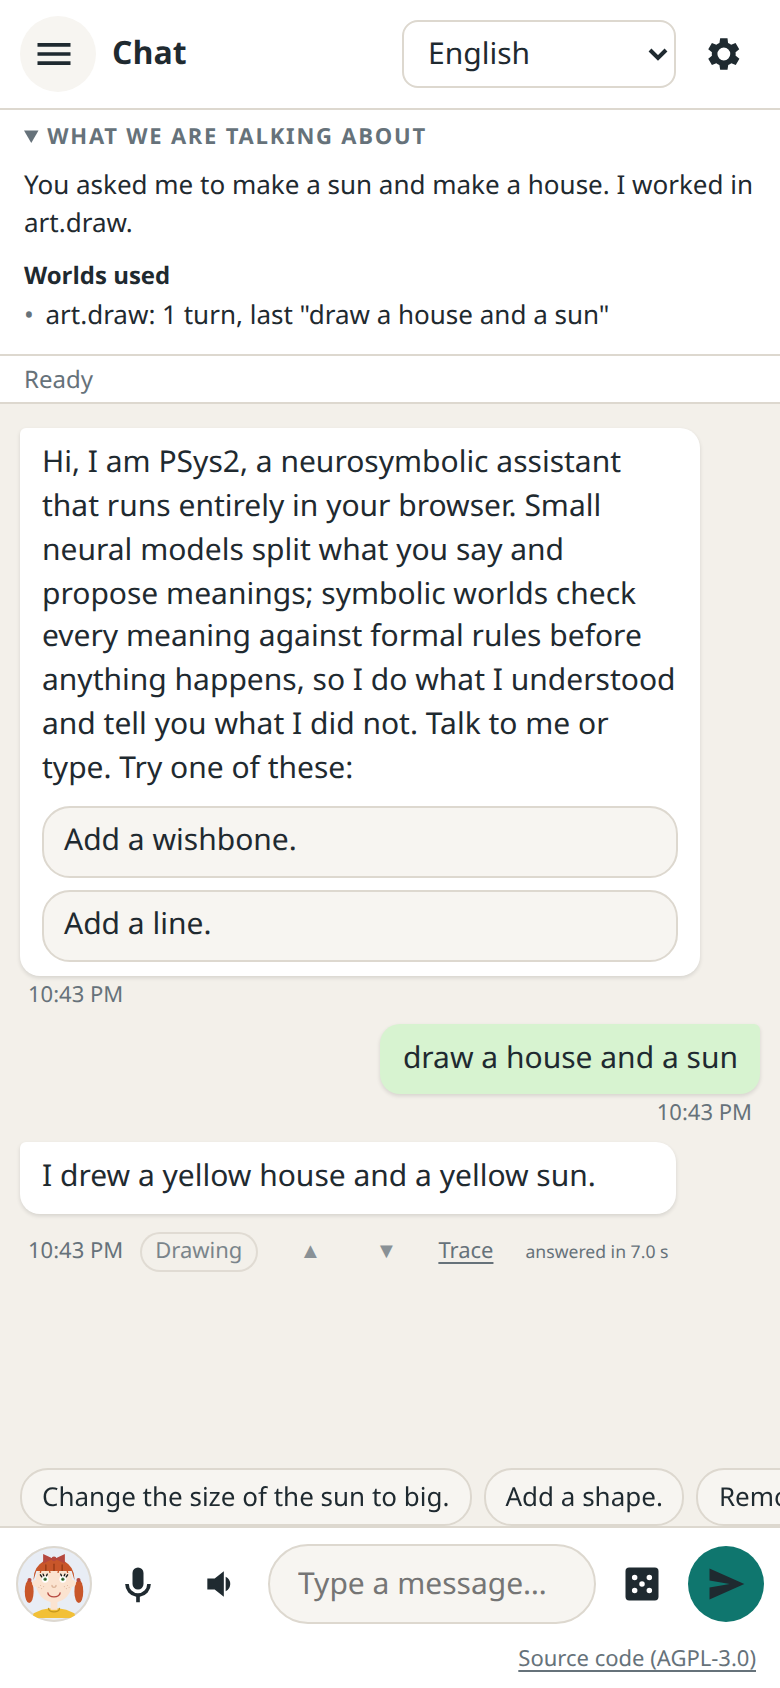 Chat
English
▼ WHAT WE ARE TALKING ABOUT
You asked me to make a sun and make a house. I worked in
art.draw.
Worlds used
• art.draw: 1 turn, last "draw a house and a sun"
Ready
Hi, I am PSys2, a neurosymbolic assistant
that runs entirely in your browser. Small
neural models split what you say and
propose meanings; symbolic worlds check
every meaning against formal rules before
anything happens, so I do what I understood
and tell you what I did not. Talk to me or
type. Try one of these:
Add a wishbone.
Add a line.
10:43 PM
draw a house and a sun
10:43 PM
I drew a yellow house and a yellow sun.
10:43 PM Drawing ▲ ▼ Trace answered in 7.0 s
Change the size of the sun to big. Add a shape.
Type a message...
Source code (AGPL-3.0)